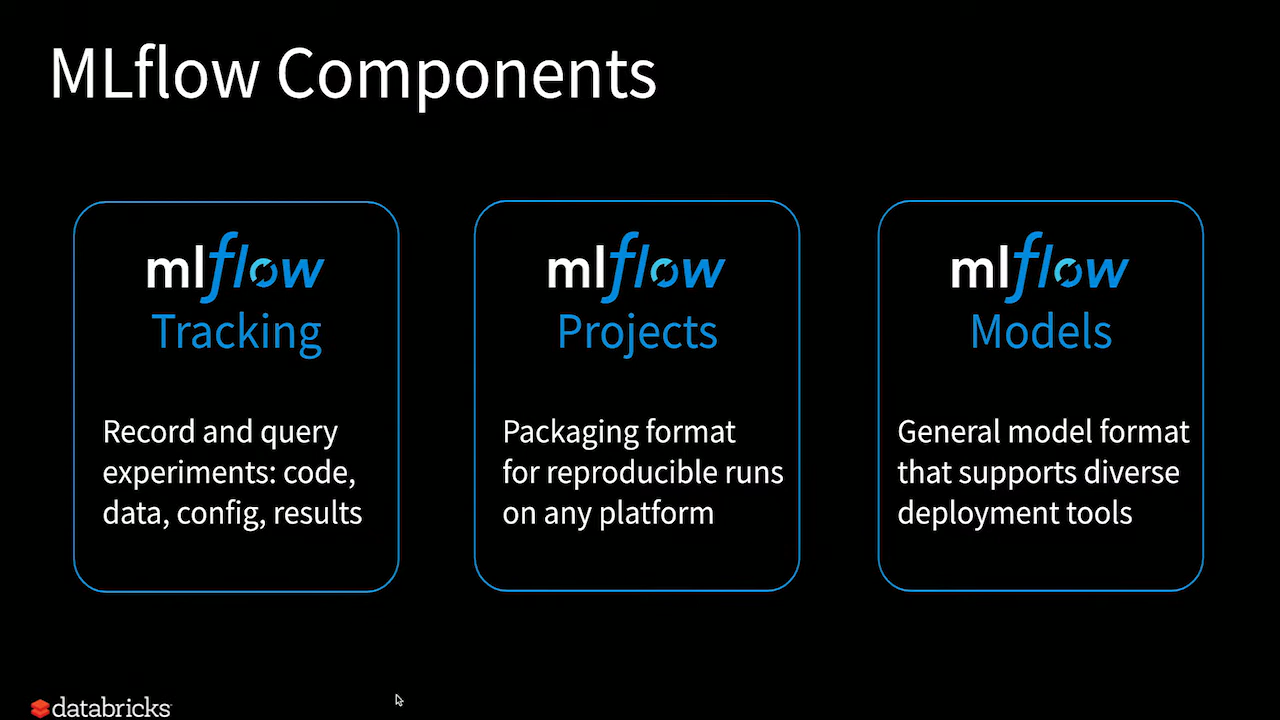 MLflow Components
mlflow
Tracking
Record and query
experiments: code,
data, config, results
mlflow
Projects
Packaging format
for reproducible runs
on any platform
mlflow
Models
General model format
that supports diverse
deployment tools
databricks